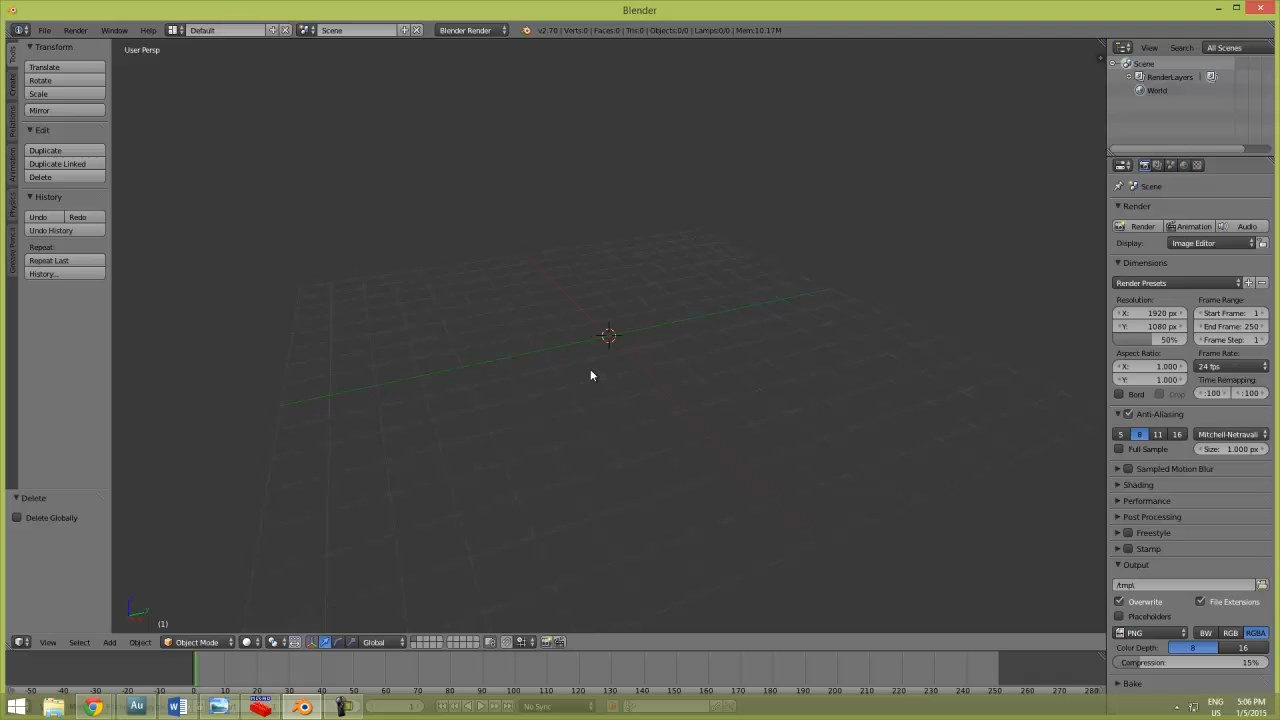 Blender
File Render Window Help Default Scene Blender Render v2.70 | Verts:0 | Faces:0 | Tris:0 | Objects:0/0 | Lamps:0/0 | Mem:10.17M
User Persp
Tools
Create
Relations
Animation
Physics
Grease Pencil
Transform
Translate
Rotate
Scale
Mirror
Edit
Duplicate
Duplicate Linked
Delete
History
Undo Redo
Undo History
Repeat:
Repeat Last
History...
Delete
Delete Globally
(1)
View Select Add Object Object Mode Global
View Search All Scenes
Scene
RenderLayers
World
Scene
Render
Render Animation Audio
Display: Image Editor
Dimensions
Render Presets
Resolution: Frame Range:
X: 1920 px Start Frame: 1
Y: 1080 px End Frame: 250
50% Frame Step: 1
Aspect Ratio: Frame Rate:
X: 1.000 24 fps
Y: 1.000 Time Remapping:
Bord Crop :100 :100
Anti-Aliasing
5 8 11 16 Mitchell-Netravali
Full Sample Size: 1.000 px
Sampled Motion Blur
Shading
Performance
Post Processing
Freestyle
Stamp
Output
/tmp\
Overwrite File Extensions
Placeholders
PNG BW RGB RGBA
Color Depth: 8 16
Compression: 15%
Bake
-50 -40 -30 -20 -10 0 10 20 30 40 50 60 70 80 90 100 110 120 130 140 150 160 170 180 190 200 210 220 230 240 250 260 270 280
1 No Sync
ENG
US
5:06 PM
1/5/2015